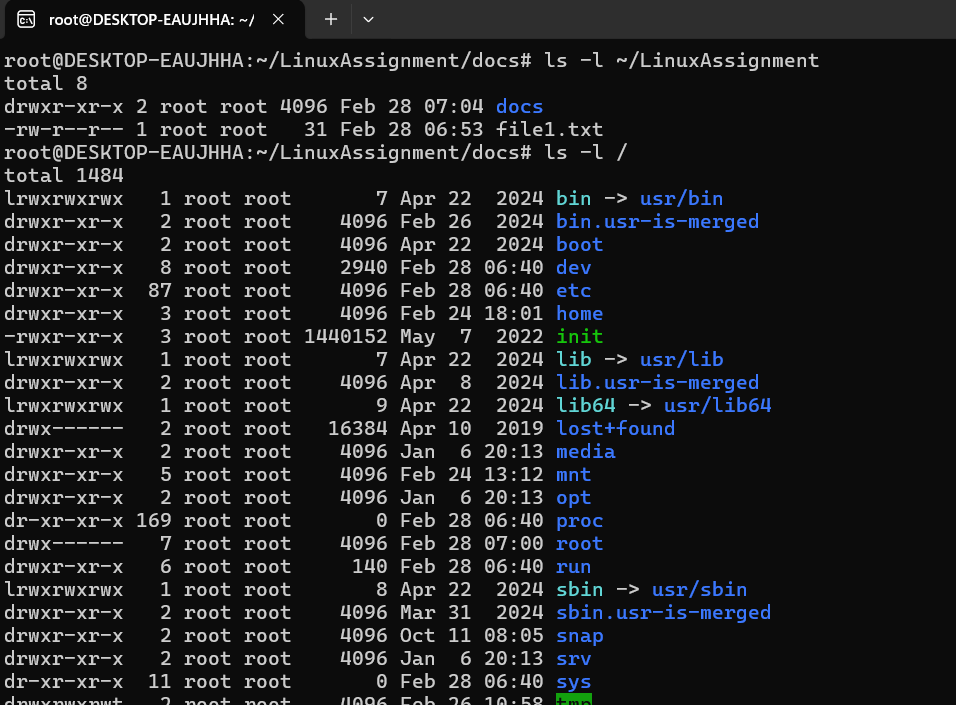 root@DESKTOP-EAUJHHA: ~/
root@DESKTOP-EAUJHHA:~/LinuxAssignment/docs# ls -l ~/LinuxAssignment
total 8
drwxr-xr-x 2 root root 4096 Feb 28 07:04 docs
-rw-r--r-- 1 root root   31 Feb 28 06:53 file1.txt
root@DESKTOP-EAUJHHA:~/LinuxAssignment/docs# ls -l /
total 1484
lrwxrwxrwx   1 root root       7 Apr 22  2024 bin -> usr/bin
drwxr-xr-x   2 root root    4096 Feb 26  2024 bin.usr-is-merged
drwxr-xr-x   2 root root    4096 Apr 22  2024 boot
drwxr-xr-x   8 root root    2940 Feb 28 06:40 dev
drwxr-xr-x  87 root root    4096 Feb 28 06:40 etc
drwxr-xr-x   3 root root    4096 Feb 24 18:01 home
-rwxr-xr-x   3 root root 1440152 May  7  2022 init
lrwxrwxrwx   1 root root       7 Apr 22  2024 lib -> usr/lib
drwxr-xr-x   2 root root    4096 Apr  8  2024 lib.usr-is-merged
lrwxrwxrwx   1 root root       9 Apr 22  2024 lib64 -> usr/lib64
drwx------   2 root root   16384 Apr 10  2019 lost+found
drwxr-xr-x   2 root root    4096 Jan  6 20:13 media
drwxr-xr-x   5 root root    4096 Feb 24 13:12 mnt
drwxr-xr-x   2 root root    4096 Jan  6 20:13 opt
dr-xr-xr-x 169 root root       0 Feb 28 06:40 proc
drwx------   7 root root    4096 Feb 28 07:00 root
drwxr-xr-x   6 root root     140 Feb 28 06:40 run
lrwxrwxrwx   1 root root       8 Apr 22  2024 sbin -> usr/sbin
drwxr-xr-x   2 root root    4096 Mar 31  2024 sbin.usr-is-merged
drwxr-xr-x   2 root root    4096 Oct 11 08:05 snap
drwxr-xr-x   2 root root    4096 Jan  6 20:13 srv
dr-xr-xr-x  11 root root       0 Feb 28 06:40 sys
drwxrwxrwt   2 root root    4096 Feb 26 10:58 tmp